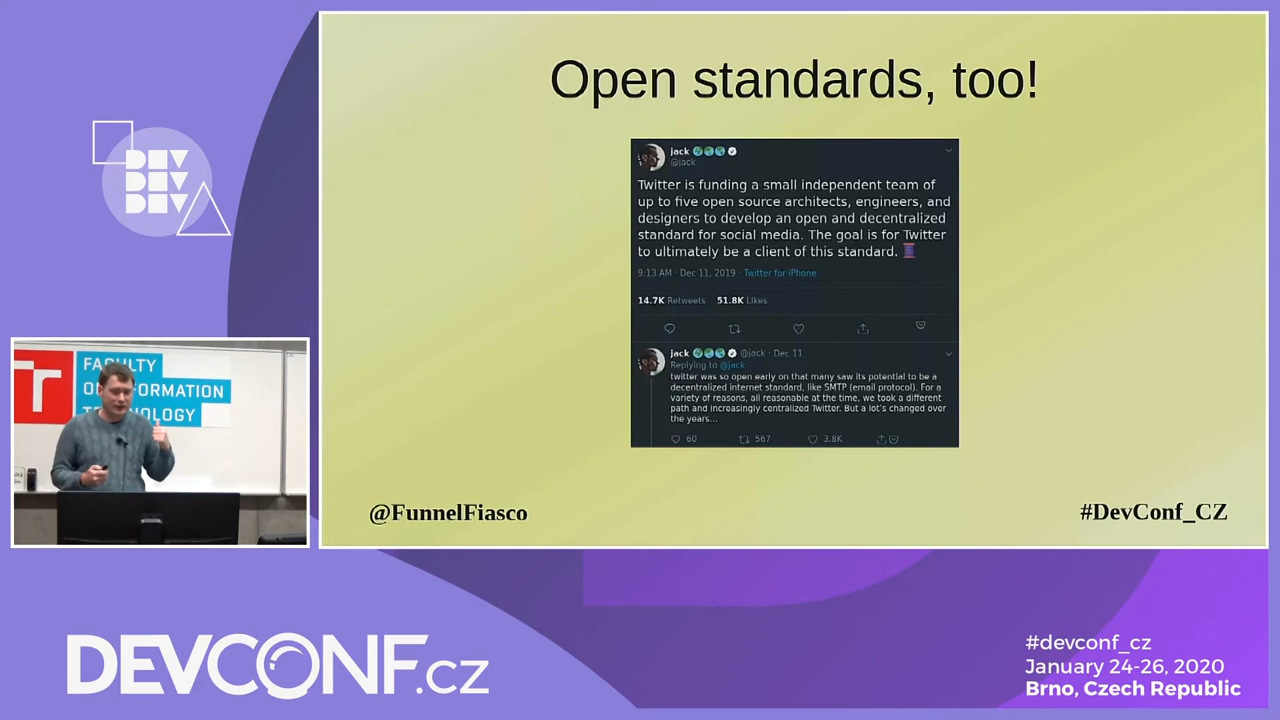 Open standards, too!
jack
@jack
Twitter is funding a small independent team of
up to five open source architects, engineers, and
designers to develop an open and decentralized
standard for social media. The goal is for Twitter
to ultimately be a client of this standard.
9:13 AM · Dec 11, 2019 · Twitter for iPhone
14.7K Retweets 51.8K Likes
jack @jack · Dec 11
Replying to @jack
twitter was so open early on that many saw its potential to be a
decentralized internet standard, like SMTP (email protocol). For a
variety of reasons, all reasonable at the time, we took a different
path and increasingly centralized Twitter. But a lot's changed over
the years...
60 567 3.8K
@FunnelFiasco #DevConf_CZ
DEV
DEV
DEV
FACULTY
OF INFORMATION
TECHNOLOGY
DEVCONF.cz
#devconf_cz
January 24-26, 2020
Brno, Czech Republic